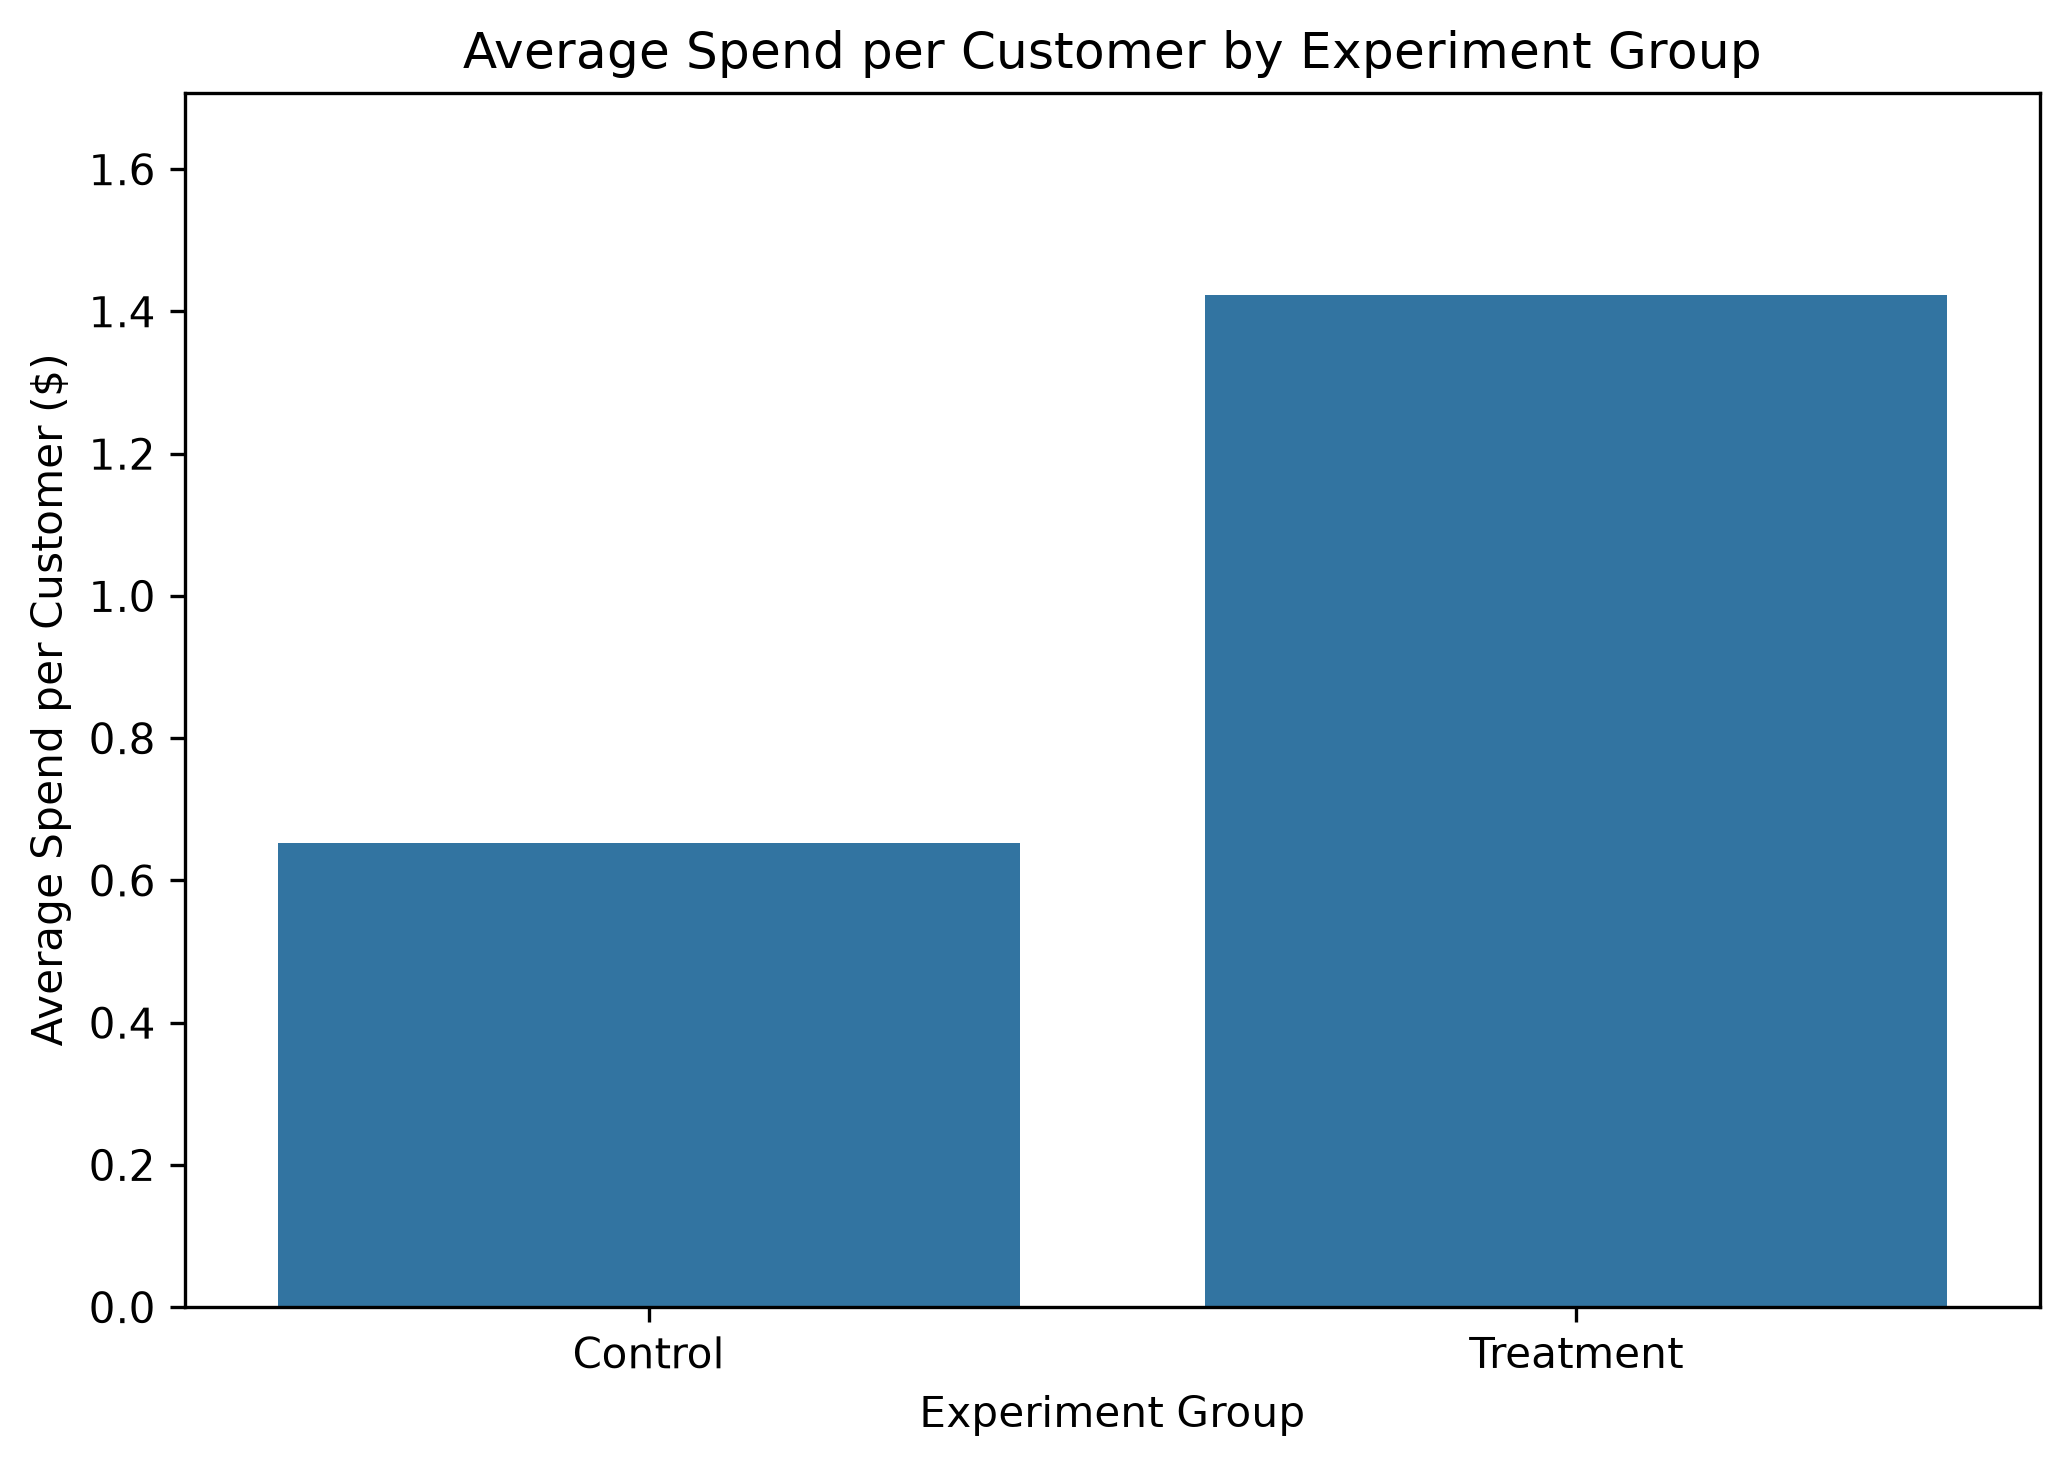 Average Spend per Customer by Experiment Group
Average Spend per Customer ($)
1.6
1.4
1.2
1.0
0.8
0.6
0.4
0.2
0.0
Control
Treatment
Experiment Group